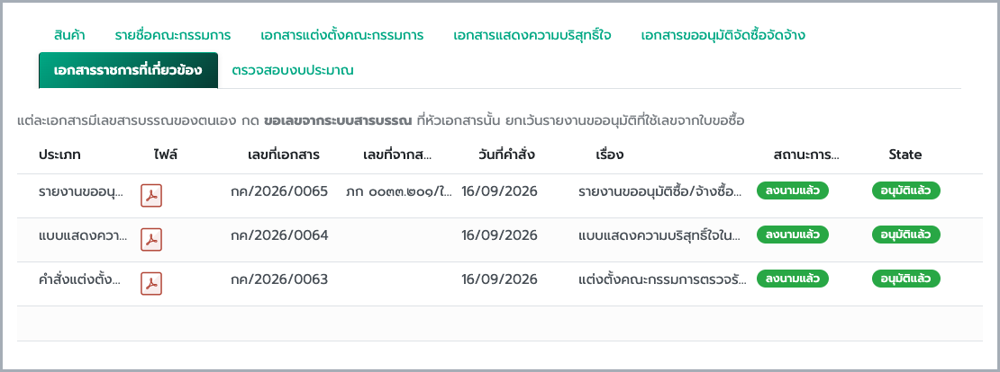 สินค้า รายชื่อคณะกรรมการ เอกสารแต่งตั้งคณะกรรมการ เอกสารแสดงความบริสุทธิ์ใจ เอกสารขออนุมัติจัดซื้อจัดจ้าง
เอกสารราชการที่เกี่ยวข้อง ตรวจสอบงบประมาณ
แต่ละเอกสารมีเลขสารบรรณของตนเอง กด ขอเลขจากระบบสารบรรณ ที่หัวเอกสารนั้น ยกเว้นรายงานขออนุมัติที่ใช้เลขจากใบขอซื้อ
ประเภท ไฟล์ เลขที่เอกสาร เลขที่จากส... วันที่คำสั่ง เรื่อง สถานะการ... State
รายงานขออนุ... กค/2026/0065 ภก ๐๐๓๓.๒๐๑/ใ... 16/09/2026 รายงานขออนุมัติซื้อ/จ้างซื้อ... ลงนามแล้ว อนุมัติแล้ว
แบบแสดงควา... กค/2026/0064 16/09/2026 แบบแสดงความบริสุทธิ์ใจใน... ลงนามแล้ว อนุมัติแล้ว
คำสั่งแต่งตั้ง... กค/2026/0063 16/09/2026 แต่งตั้งคณะกรรมการตรวจรั... ลงนามแล้ว อนุมัติแล้ว